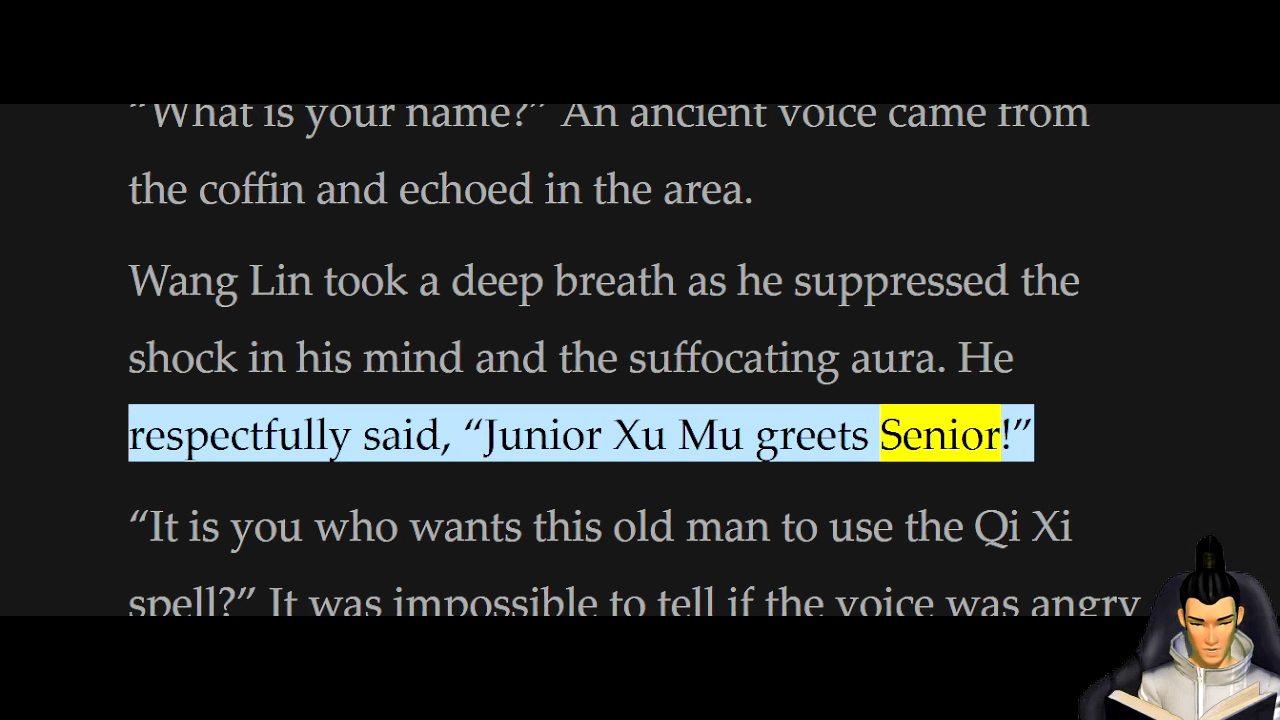 “What is your name?” An ancient voice came from
the coffin and echoed in the area.
Wang Lin took a deep breath as he suppressed the
shock in his mind and the suffocating aura. He
respectfully said, “Junior Xu Mu greets Senior!”
“It is you who wants this old man to use the Qi Xi
spell?” It was impossible to tell if the voice was angry